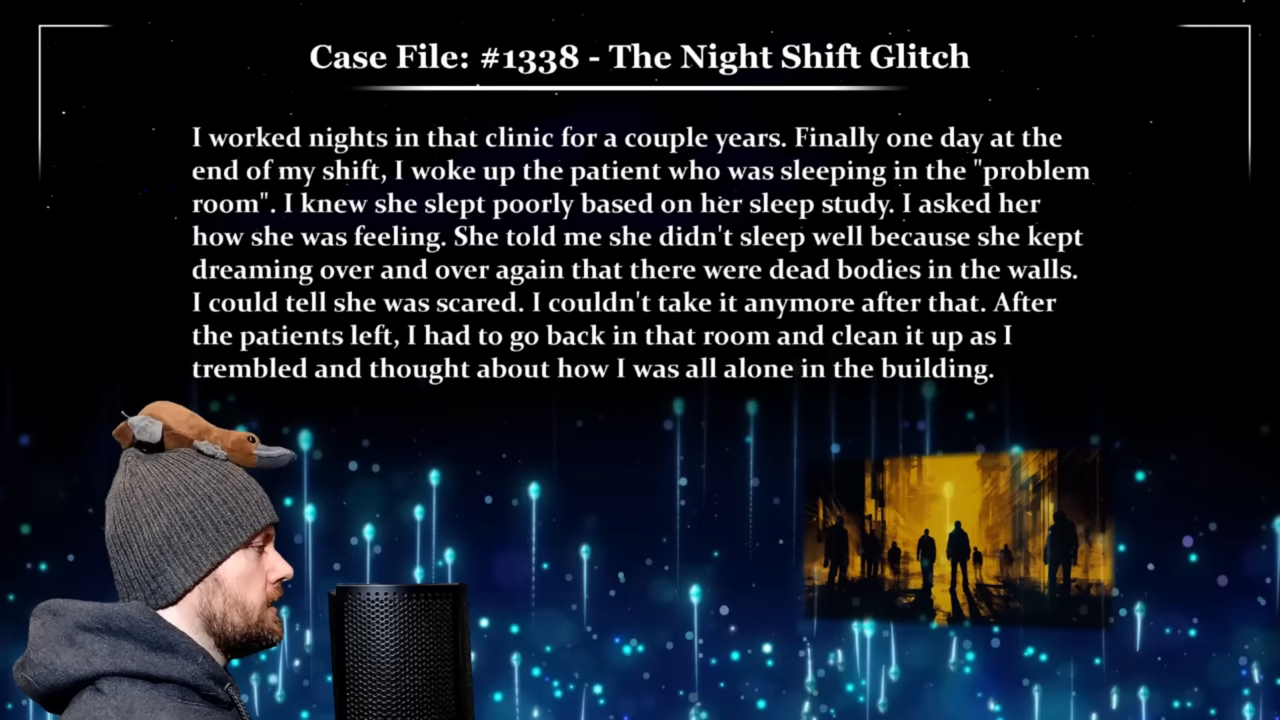 Case File: #1338 - The Night Shift Glitch
I worked nights in that clinic for a couple years. Finally one day at the
end of my shift, I woke up the patient who was sleeping in the "problem
room". I knew she slept poorly based on her sleep study. I asked her
how she was feeling. She told me she didn't sleep well because she kept
dreaming over and over again that there were dead bodies in the walls.
I could tell she was scared. I couldn't take it anymore after that. After
the patients left, I had to go back in that room and clean it up as I
trembled and thought about how I was all alone in the building.